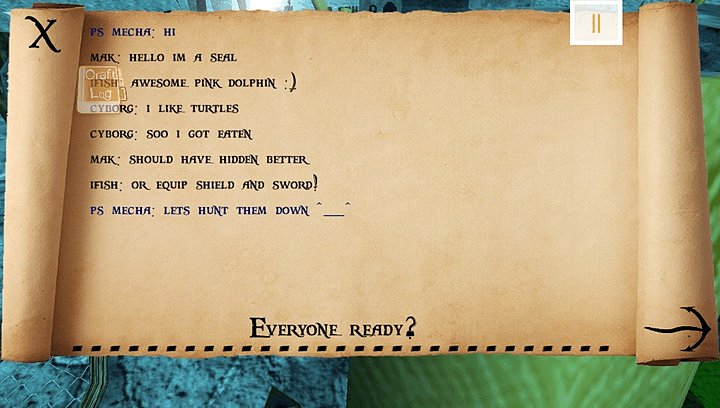 X
PS MECHA: HI
MAK: HELLO IM A SEAL
IFISH: AWESOME PINK DOLPHIN :)
Craft
Log
CYBORG: I LIKE TURTLES
CYBORG: SOO I GOT EATEN
MAK: SHOULD HAVE HIDDEN BETTER
IFISH: OR EQUIP SHIELD AND SWORD!
PS MECHA: LETS HUNT THEM DOWN ^__^
EVERYONE READY?